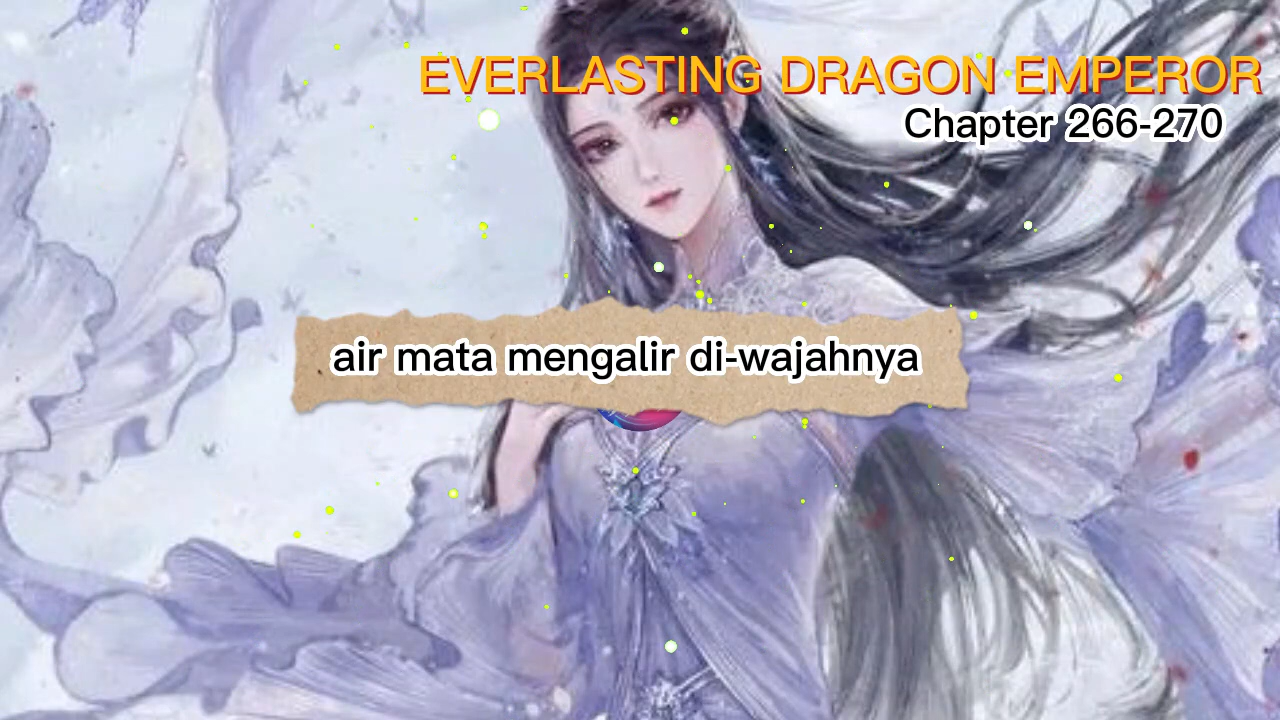 EVERLASTING DRAGON EMPEROR
Chapter 266-270
air mata mengalir di-wajahnya